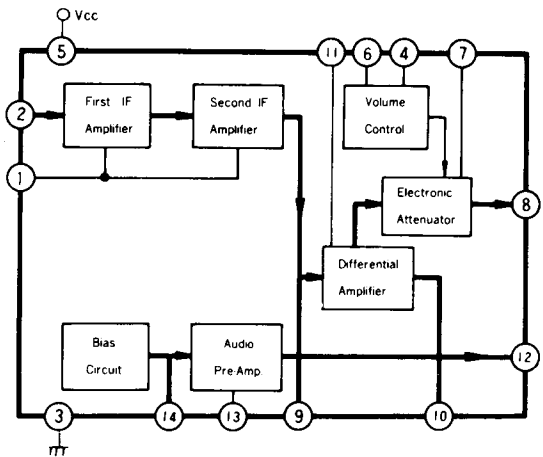 Vcc
5
11
6
4
7
2
First IF
Amplifier
Second IF
Amplifier
Volume
Control
1
Electronic
Attenuator
8
Differential
Amplifier
Bias
Circuit
Audio
Pre-Amp.
12
3
14
13
9
10